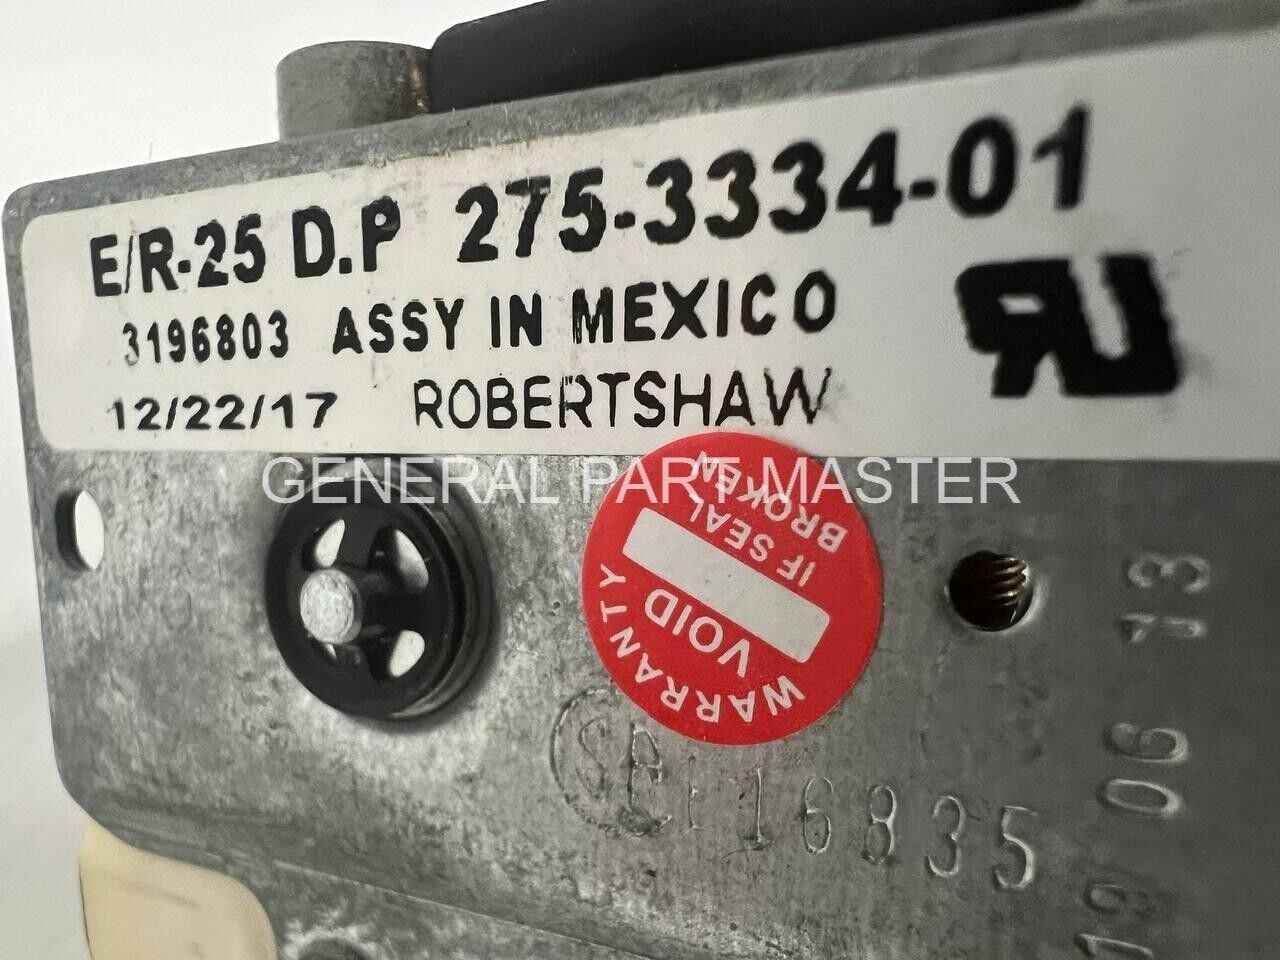 E/R-25 D.P 275-3334-01
3196803 ASSY IN MEXICO
12/22/17 ROBERTSHAW
GENERAL PART MASTER
WARRANTY
VOID
IF SEAL
BROKEN
16835
06 13